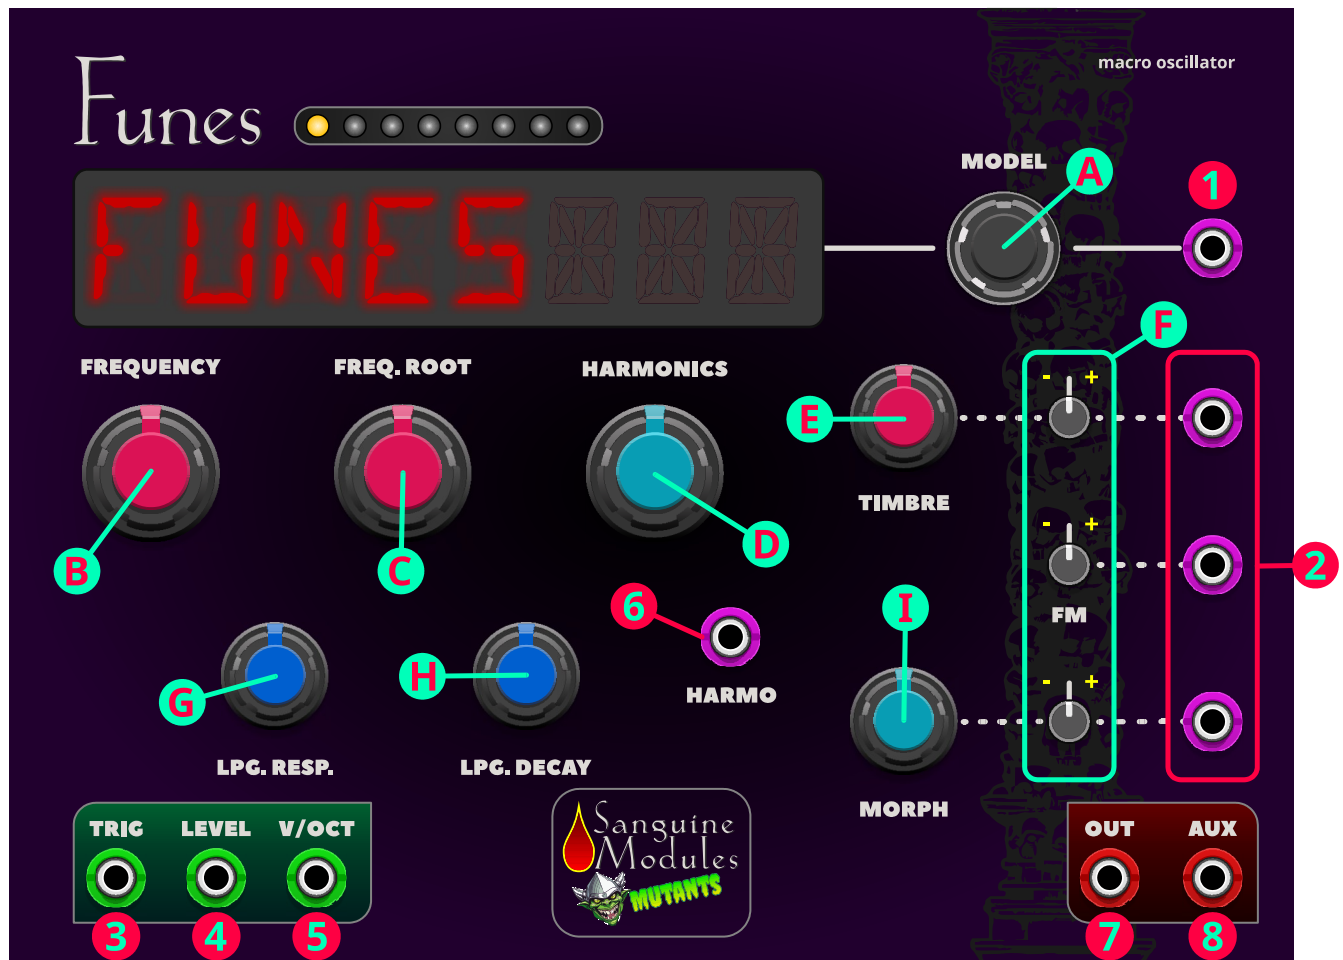 macro oscillator
Funes
MODEL
A
1
FUNES
F
FREQUENCY
FREQ. ROOT
HARMONICS
- +
E
TIMBRE
- +
D
B
C
2
6
I
FM
HARMO
G
H
- +
LPG. RESP.
LPG. DECAY
MORPH
TRIG
LEVEL
V/OCT
Sanguine
Modules
MUTANTS
OUT
AUX
3
4
5
7
8